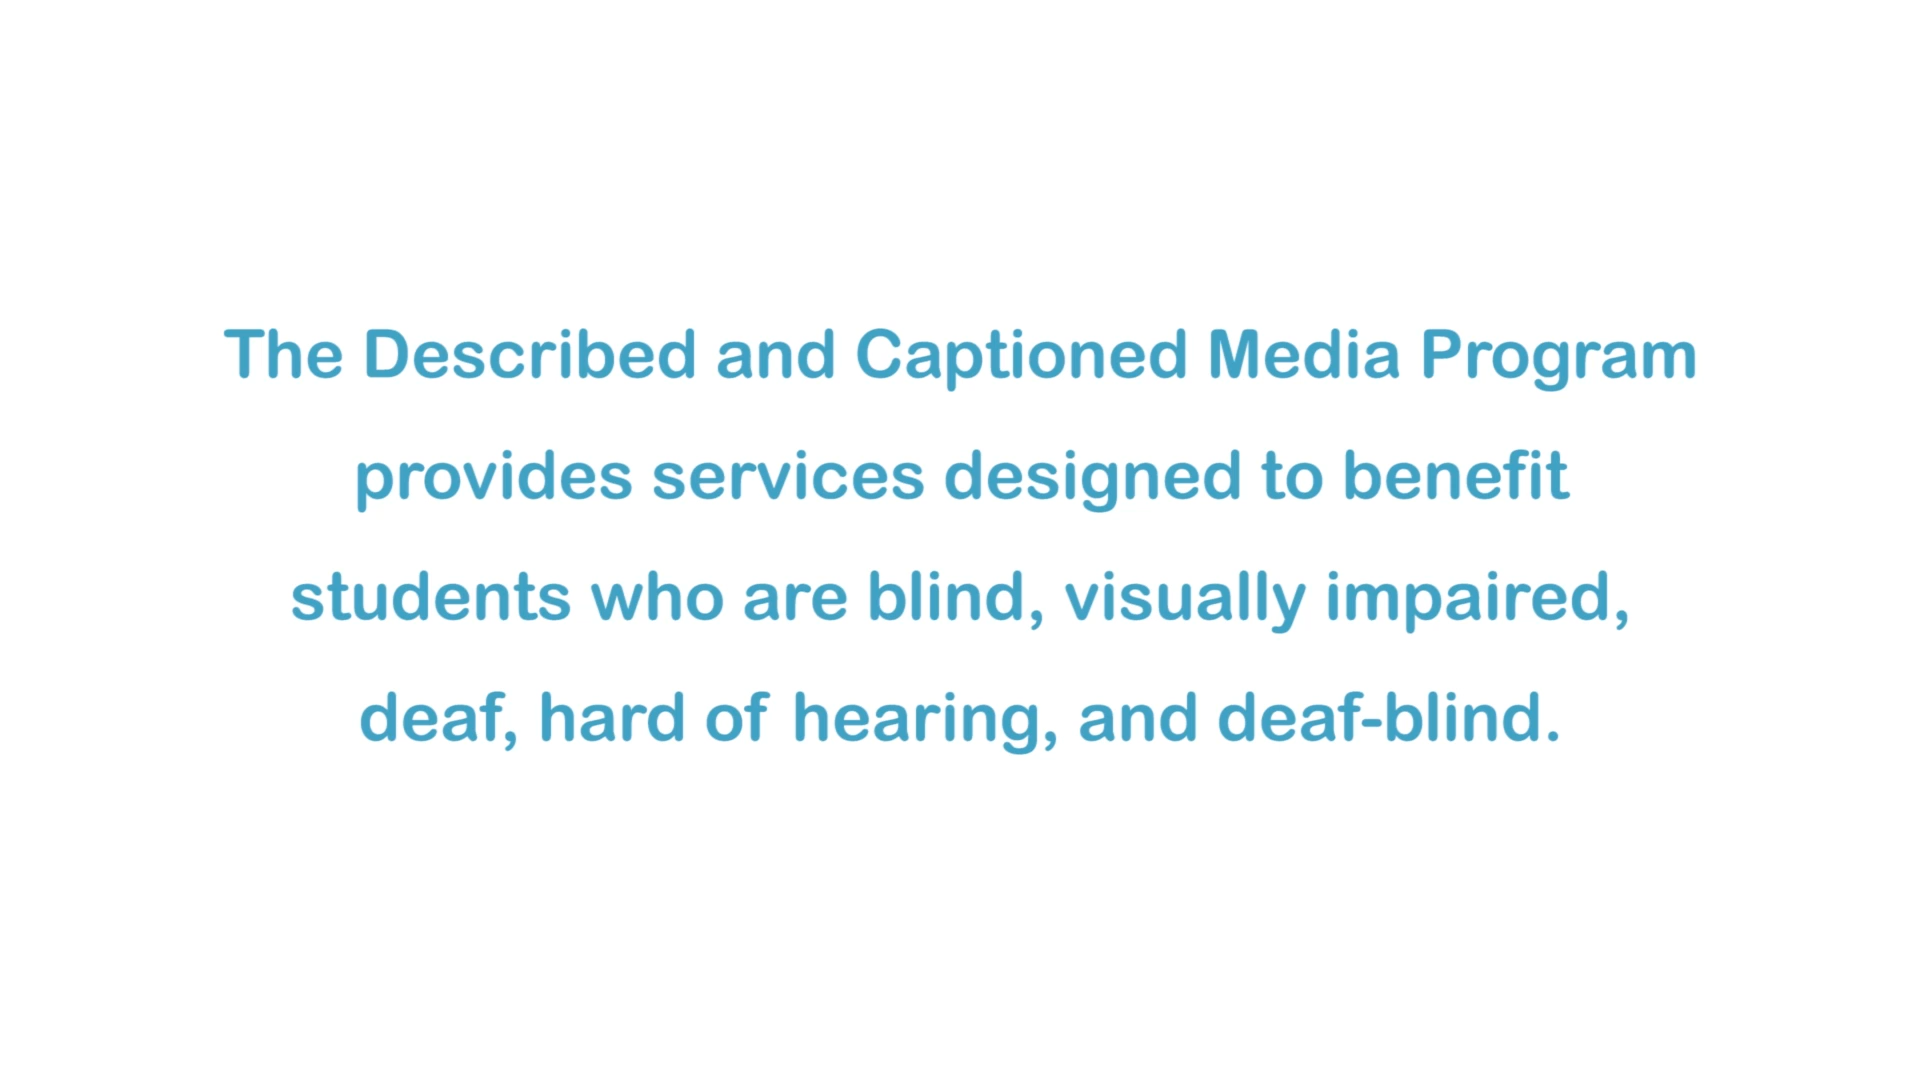 The Described and Captioned Media Program
provides services designed to benefit
students who are blind, visually impaired,
deaf, hard of hearing, and deaf-blind.